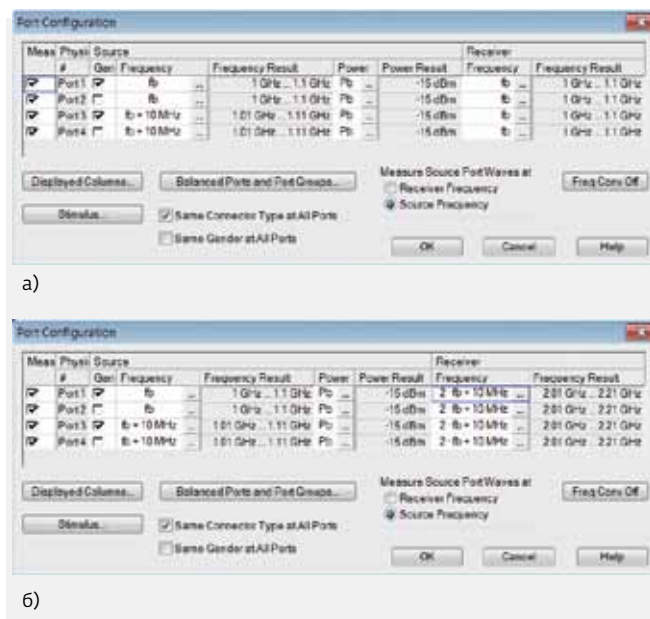 Port Configuration
Meas Physi Source Receiver
# Gen Frequency Frequency Result Power Power Result Frequency Frequency Result
Port1 fb ... 1 GHz ... 1.1 GHz Pb ... -15 dBm fb ... 1 GHz ... 1.1 GHz
Port2 fb ... 1 GHz ... 1.1 GHz Pb ... -15 dBm fb ... 1 GHz ... 1.1 GHz
Port3 fb + 10 MHz ... 1.01 GHz ... 1.11 GHz Pb ... -15 dBm fb ... 1 GHz ... 1.1 GHz
Port4 fb + 10 MHz ... 1.01 GHz ... 1.11 GHz Pb ... -15 dBm fb ... 1 GHz ... 1.1 GHz
Displayed Columns... Balanced Ports and Port Groups... Measure Source Port Waves at Freq Conv Off
Receiver Frequency
Stimulus... Same Connector Type at All Ports Source Frequency
Same Gender at All Ports OK Cancel Help
а)
Port Configuration
Meas Physi Source Receiver
# Gen Frequency Frequency Result Power Power Result Frequency Frequency Result
Port1 fb ... 1 GHz ... 1.1 GHz Pb ... -15 dBm 2·fb + 10 MHz ... 2.01 GHz ... 2.21 GHz
Port2 fb ... 1 GHz ... 1.1 GHz Pb ... -15 dBm 2·fb + 10 MHz ... 2.01 GHz ... 2.21 GHz
Port3 fb + 10 MHz ... 1.01 GHz ... 1.11 GHz Pb ... -15 dBm 2·fb + 10 MHz ... 2.01 GHz ... 2.21 GHz
Port4 fb + 10 MHz ... 1.01 GHz ... 1.11 GHz Pb ... -15 dBm 2·fb + 10 MHz ... 2.01 GHz ... 2.21 GHz
Displayed Columns... Balanced Ports and Port Groups... Measure Source Port Waves at Freq Conv Off
Receiver Frequency
Stimulus... Same Connector Type at All Ports Source Frequency
Same Gender at All Ports OK Cancel Help
б)